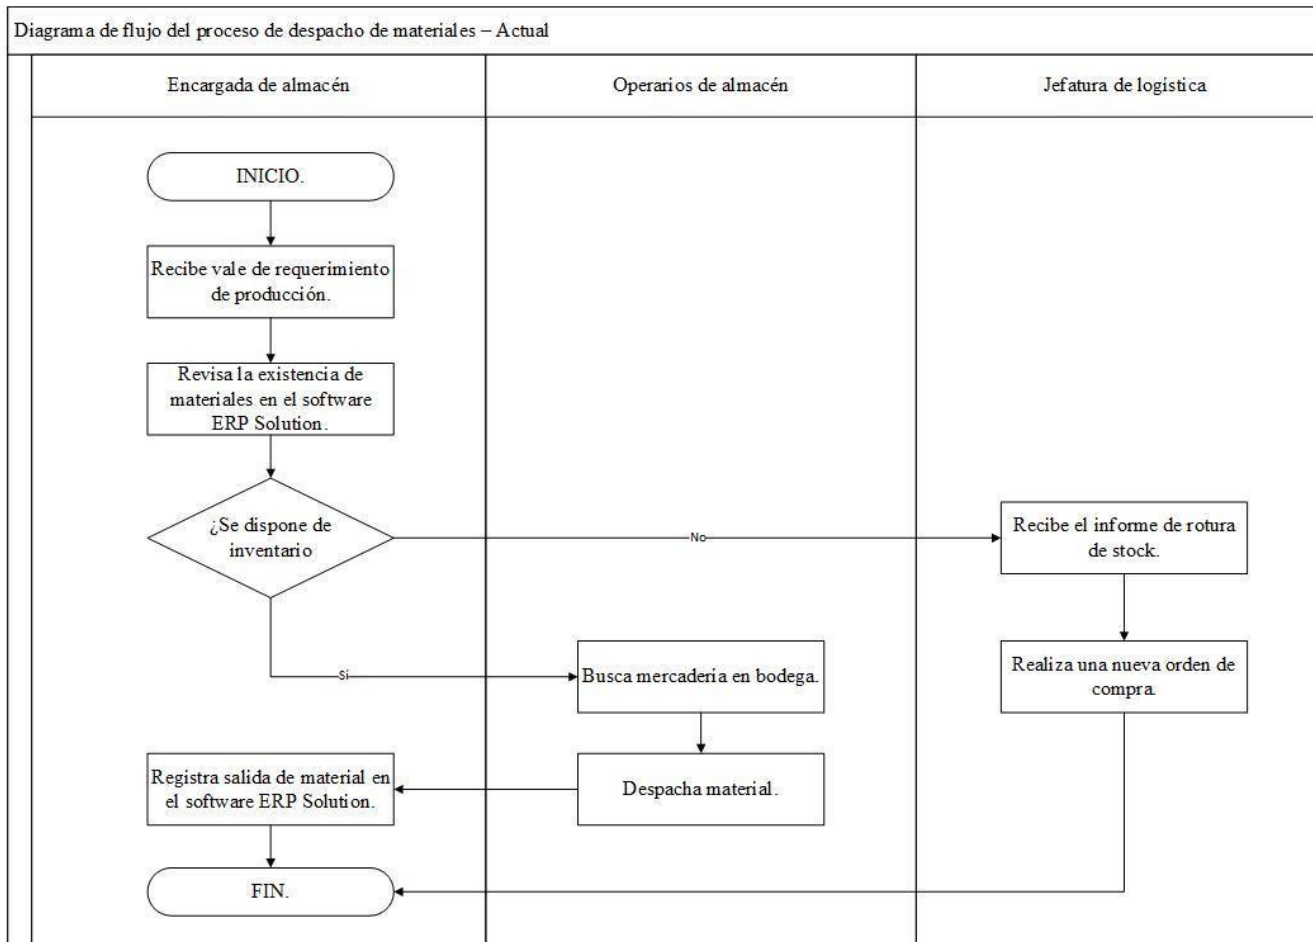 Diagrama de flujo del proceso de despacho de materiales – Actual
Encargada de almacén
Operarios de almacén
Jefatura de logística
INICIO.
Recibe vale de requerimiento
de producción.
Revisa la existencia de
materiales en el software
ERP Solution.
¿Se dispone de
inventario
No
Recibe el informe de rotura
de stock.
Sí
Busca mercaderia en bodega.
Realiza una nueva orden de
compra.
Registra salida de material en
el software ERP Solution.
Despacha material.
FIN.